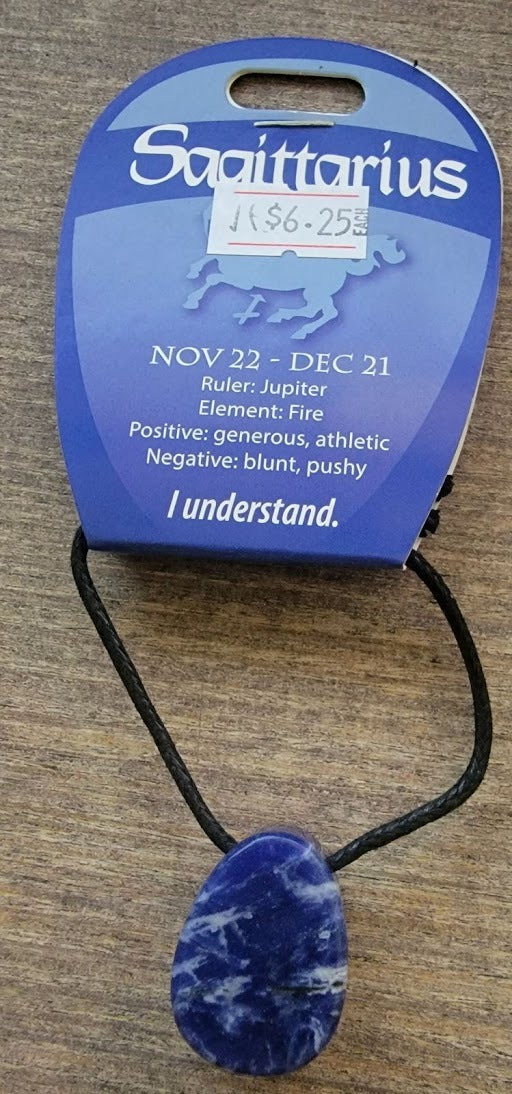 Sagittarius
$6.25 EACH
NOV 22 - DEC 21
Ruler: Jupiter
Element: Fire
Positive: generous, athletic
Negative: blunt, pushy
I understand.